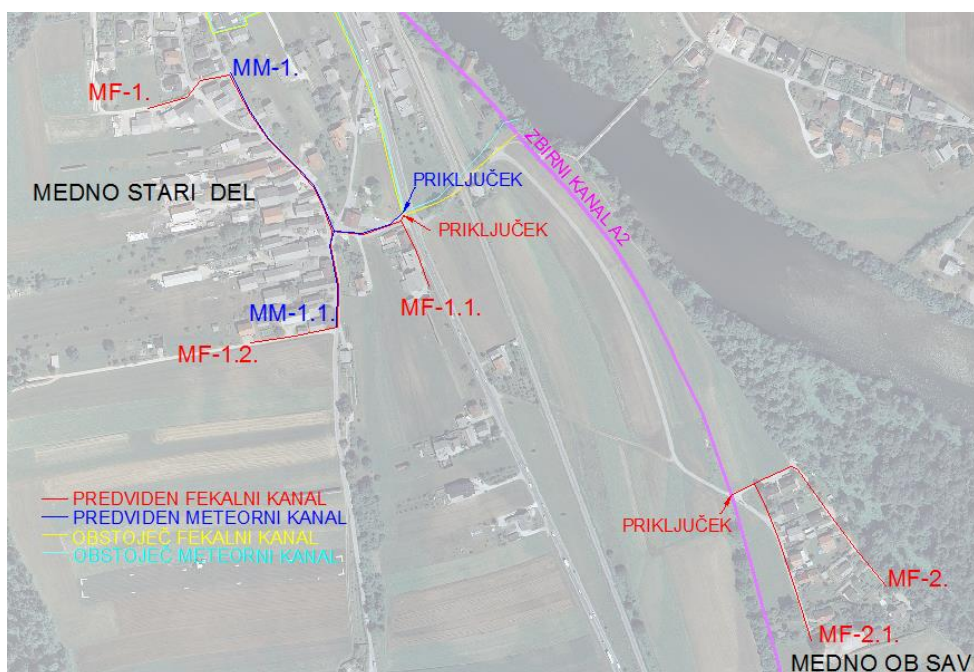 MM-1.
MF-1.
ZBIRNI KANAL A2
PRIKLJUČEK
MEDNO STARI DEL
PRIKLJUČEK
MF-1.1.
MM-1.1.
MF-1.2.
PREDVIDEN FEKALNI KANAL
PREDVIDEN METEORNI KANAL
OBSTOJEČ FEKALNI KANAL
OBSTOJEČ METEORNI KANAL
PRIKLJUČEK
MF-2.
MF-2.1.
MEDNO OB SAV